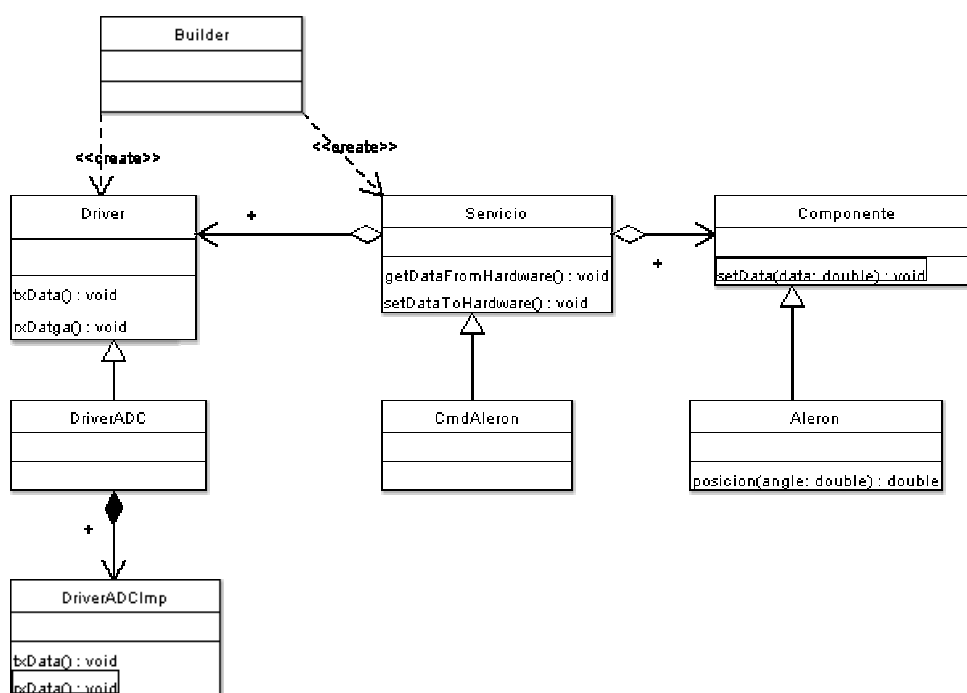 Builder
<<create>>
<<create>>
Driver
txData() : void
rxDatga() : void
+
Servicio
getDataFromHardware() : void
setDataToHardware() : void
+
Componente
setData(data: double) : void
DriverADC
CmdAleron
Aleron
posicion(angle: double) : double
+
DriverADCImp
txData() : void
rxData() : void